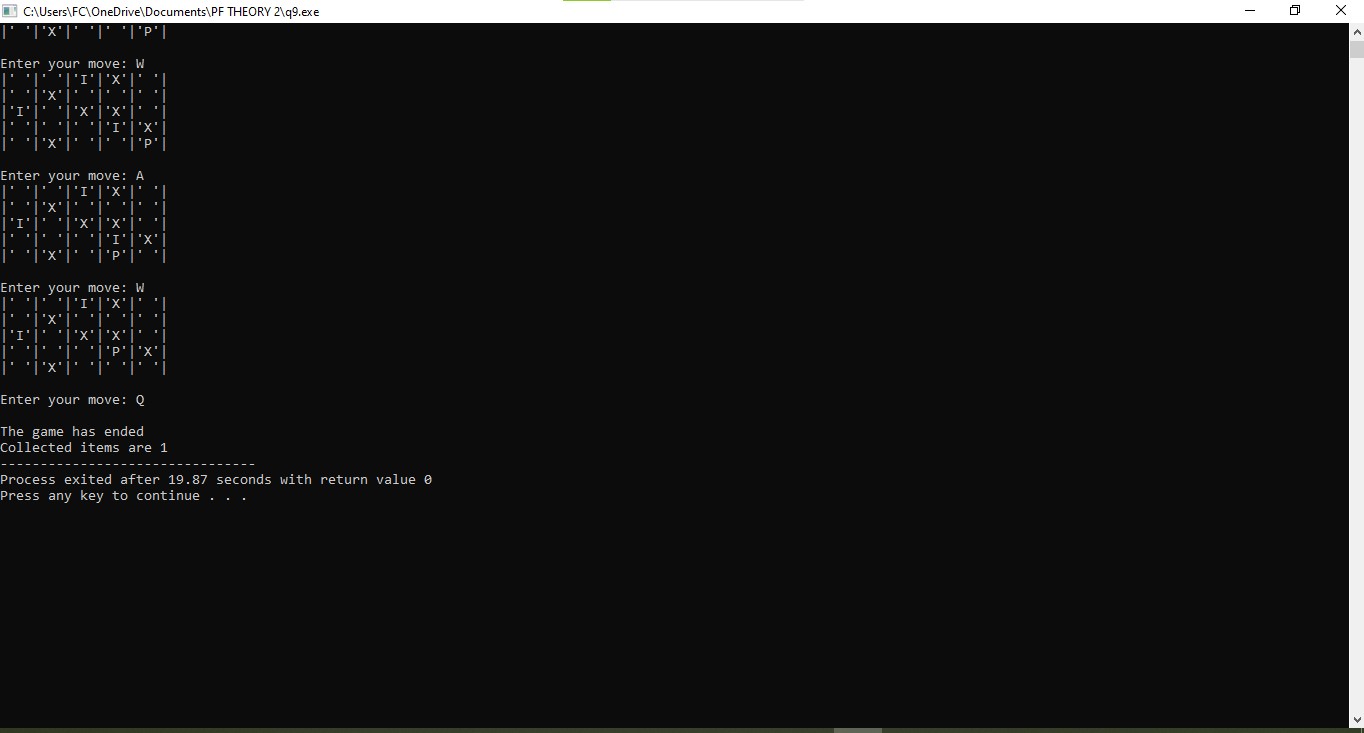 C:\Users\FC\OneDrive\Documents\PF THEORY 2\q9.exe
|' '|'X'|' '|' '|'P'|
Enter your move: W
|' '|' '|'I'|'X'|' '|
|' '|'X'|' '|' '|' '|
|'I'|' '|'X'|'X'|' '|
|' '|' '|' '|'I'|'X'|
|' '|'X'|' '|' '|'P'|
Enter your move: A
|' '|' '|'I'|'X'|' '|
|' '|'X'|' '|' '|' '|
|'I'|' '|'X'|'X'|' '|
|' '|' '|' '|'I'|'X'|
|' '|'X'|' '|'P'|' '|
Enter your move: W
|' '|' '|'I'|'X'|' '|
|' '|'X'|' '|' '|' '|
|'I'|' '|'X'|'X'|' '|
|' '|' '|' '|'P'|'X'|
|' '|'X'|' '|' '|' '|
Enter your move: Q
The game has ended
Collected items are 1
--------------------------------
Process exited after 19.87 seconds with return value 0
Press any key to continue . . .